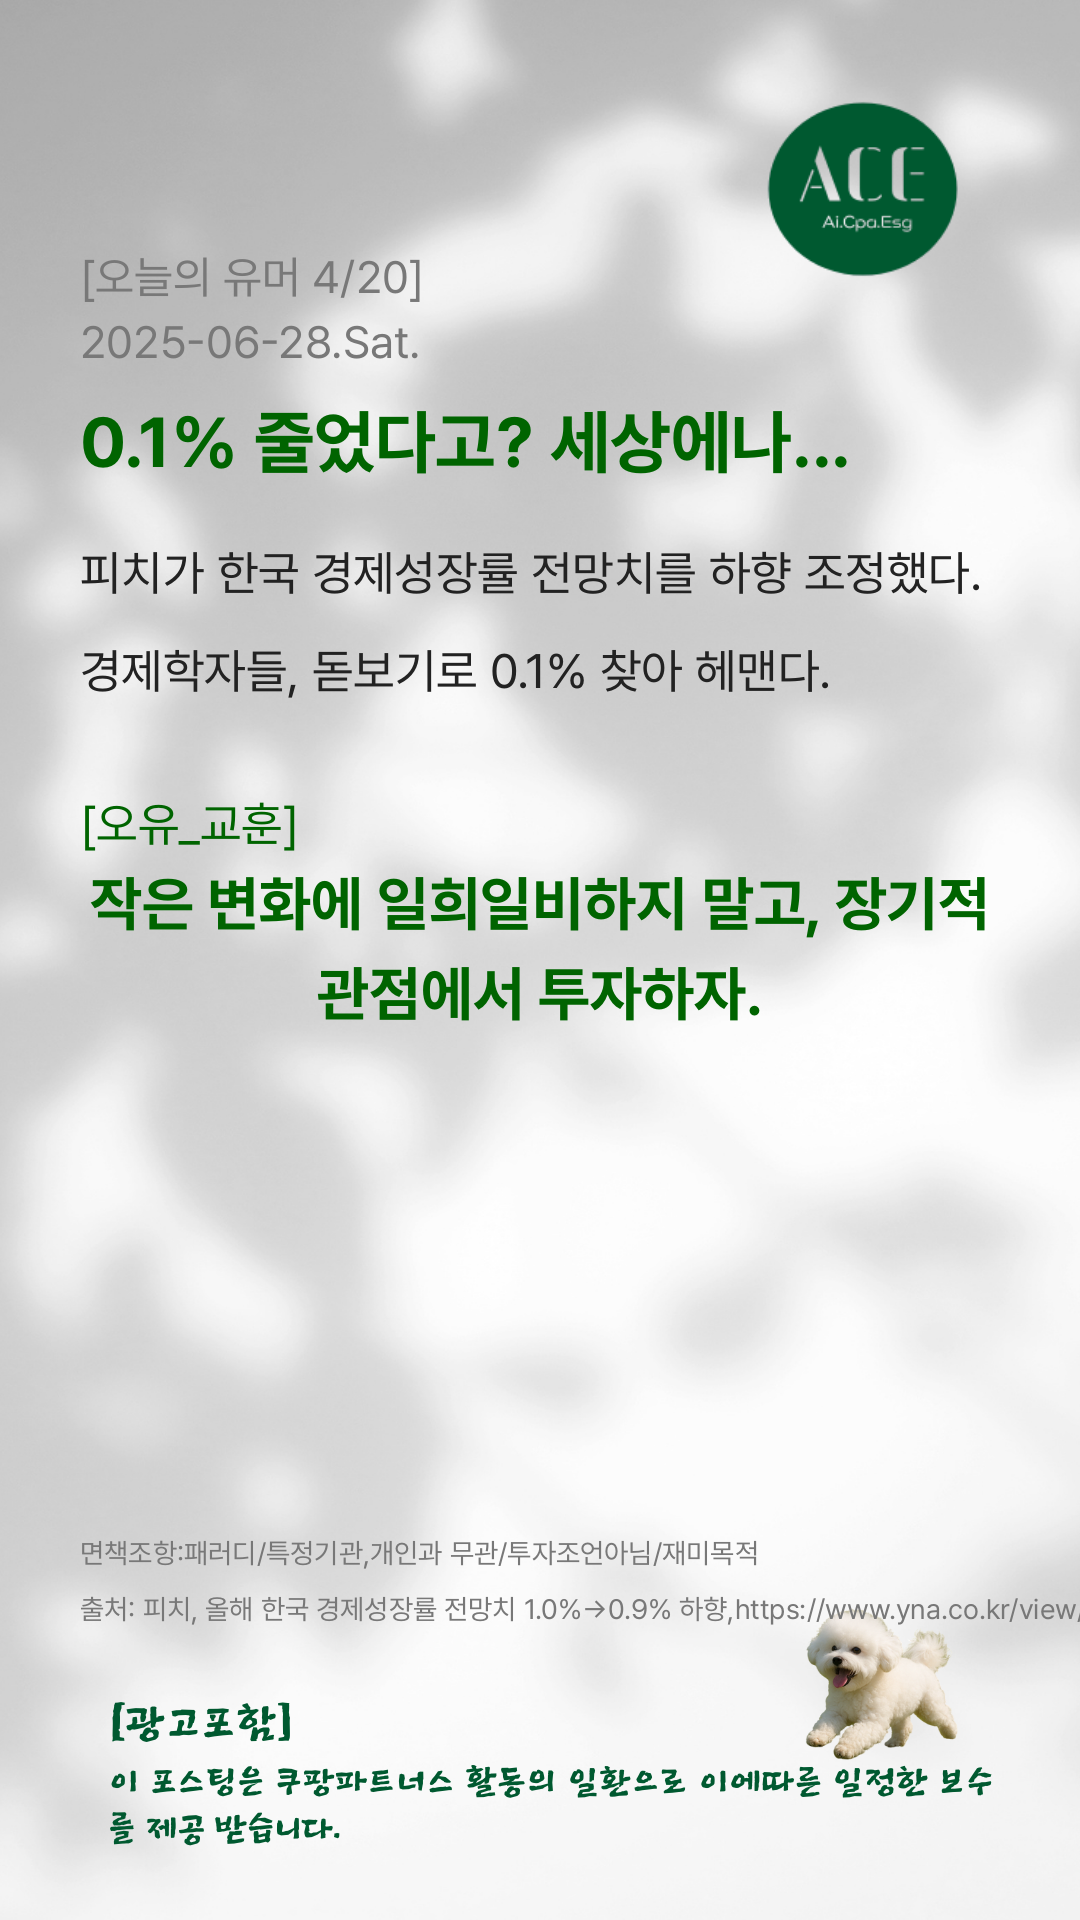 ACE
Ai.Cpa.Esg
[오늘의 유머 4/20]
2025-06-28.Sat.
0.1% 줄었다고? 세상에나...
피치가 한국 경제성장률 전망치를 하향 조정했다.
경제학자들, 돋보기로 0.1% 찾아 헤맨다.
[오유_교훈]
작은 변화에 일희일비하지 말고, 장기적
관점에서 투자하자.
면책조항:패러디/특정기관,개인과 무관/투자조언아님/재미목적
출처: 피치, 올해 한국 경제성장률 전망치 1.0%→0.9% 하향,https://www.yna.co.kr/view/
[광고포함]
이 포스팅은 쿠팡파트너스 활동의 일환으로 이에따른 일정한 보수
를 제공 받습니다.